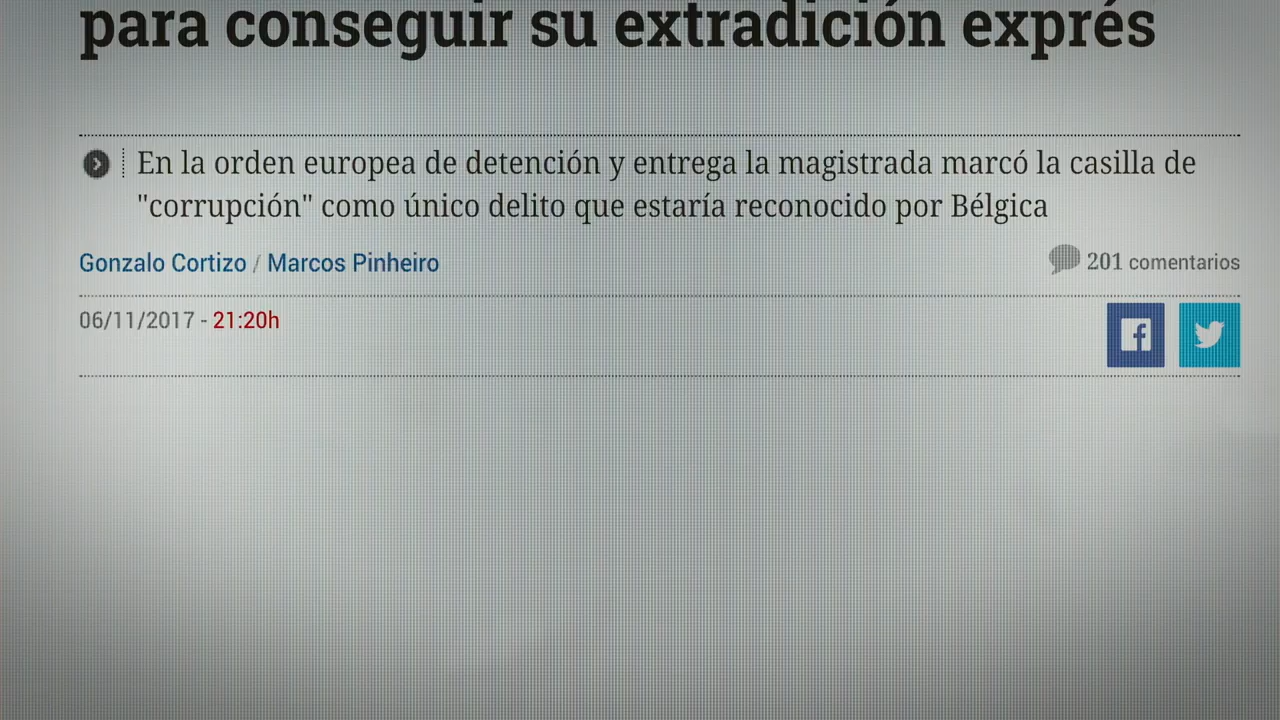 para conseguir su extradición exprés
En la orden europea de detención y entrega la magistrada marcó la casilla de
"corrupción" como único delito que estaría reconocido por Bélgica
Gonzalo Cortizo / Marcos Pinheiro
201 comentarios
06/11/2017 - 21:20h